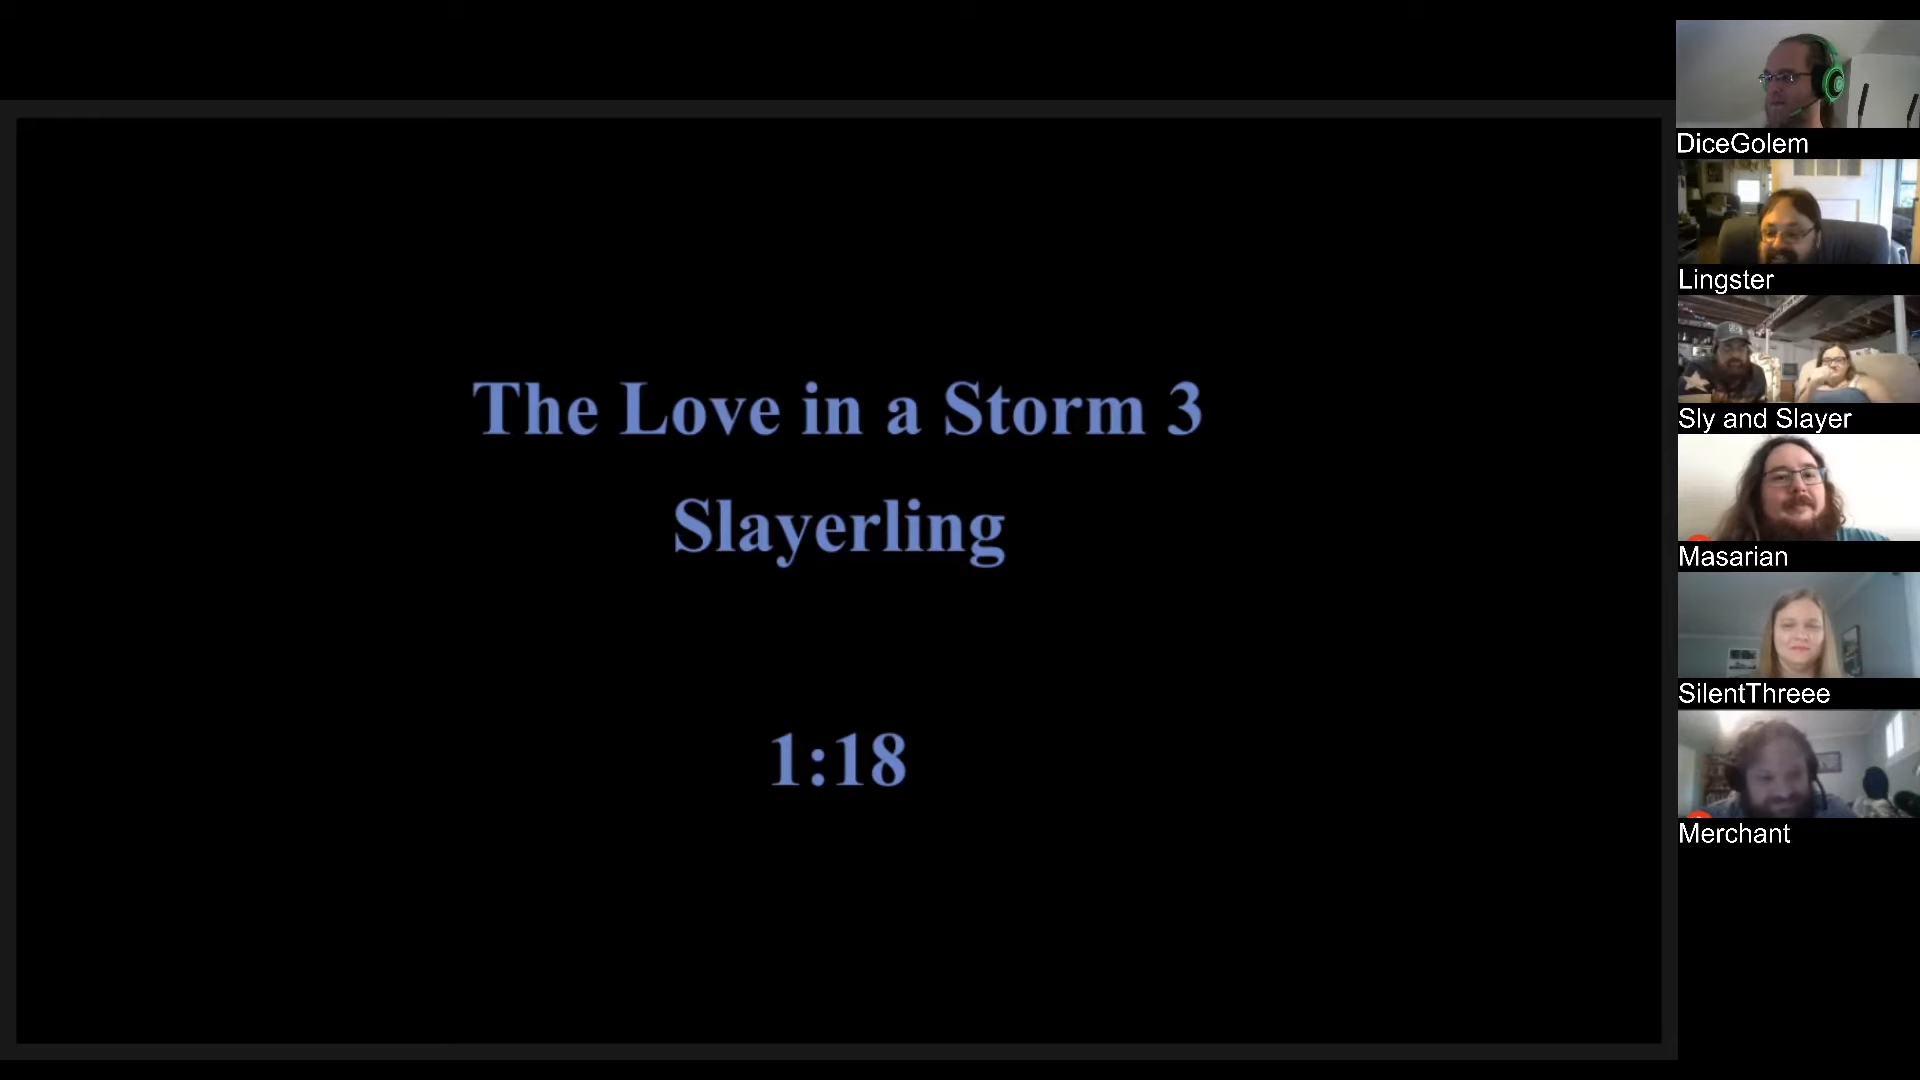 The Love in a Storm 3
Slayerling
1:18
DiceGolem
Lingster
Sly and Slayer
Masarian
SilentThreee
Merchant